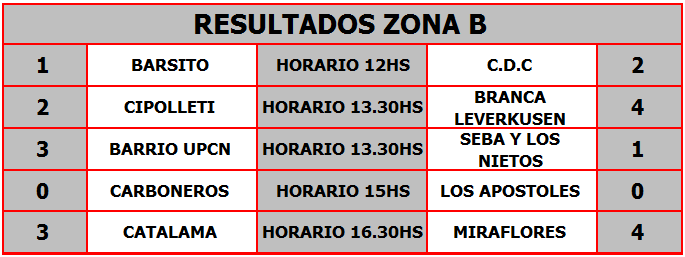 RESULTADOS ZONA B
1 BARSITO HORARIO 12HS C.D.C 2
2 CIPOLLETI HORARIO 13.30HS BRANCA LEVERKUSEN 4
3 BARRIO UPCN HORARIO 13.30HS SEBA Y LOS NIETOS 1
0 CARBONEROS HORARIO 15HS LOS APOSTOLES 0
3 CATALAMA HORARIO 16.30HS MIRAFLORES 4